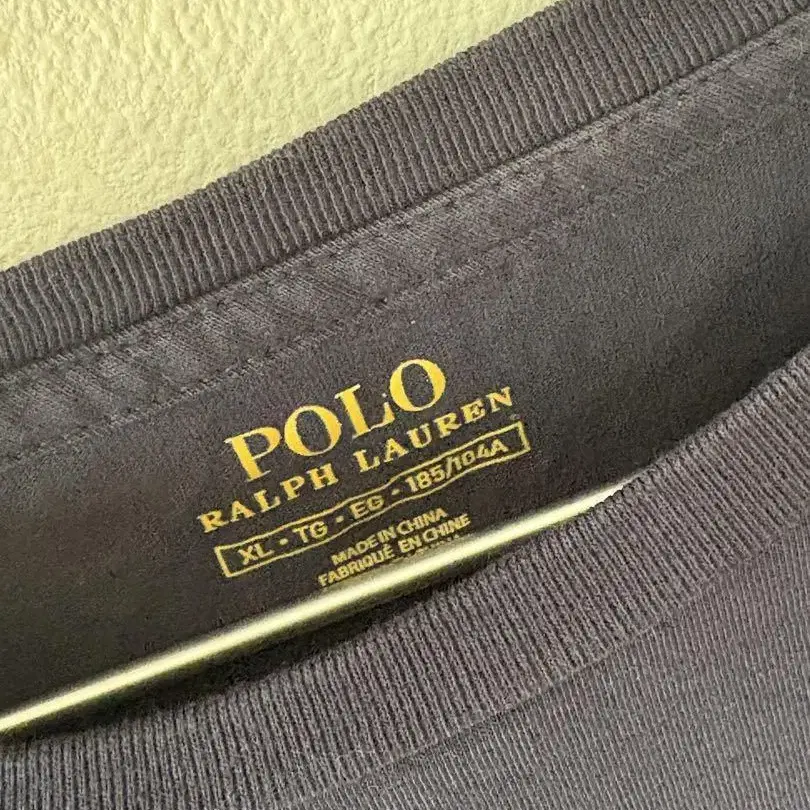 POLO
RALPH LAUREN
XL • TG • EG • 185/104A
MADE IN CHINA
FABRIQUÉ EN CHINE